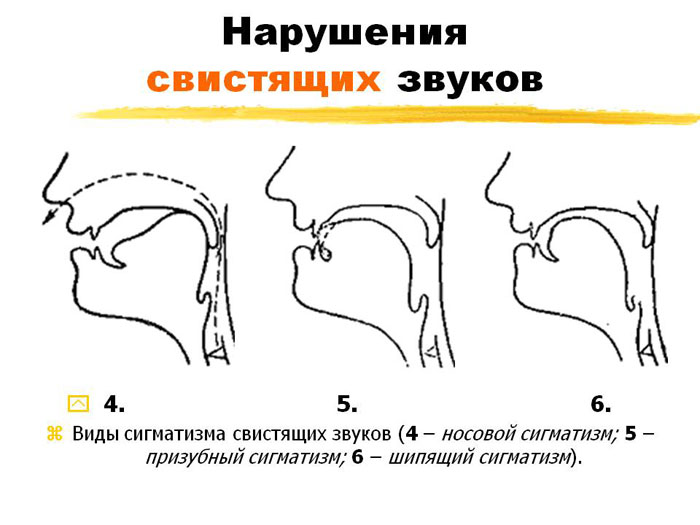 Нарушения
свистящих звуков
4. 5. 6.
Виды сигматизма свистящих звуков (4 – носовой сигматизм; 5 –
призубный сигматизм; 6 – шипящий сигматизм).